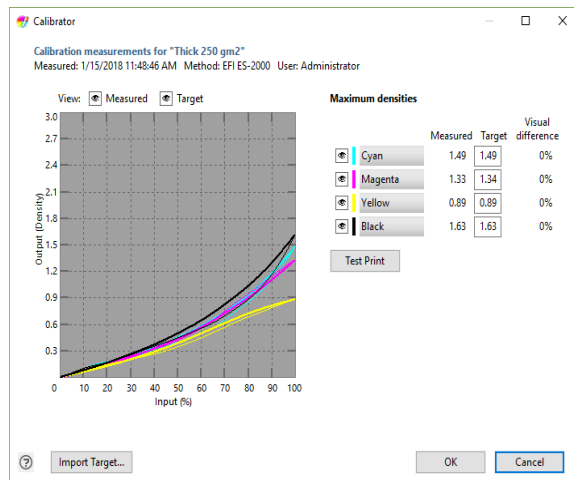 Calibrator
Calibration measurements for "Thick 250 gm2"
Measured: 1/15/2018 11:48:46 AM Method: EFI ES-2000 User: Administrator
View: Measured Target
Maximum densities
Measured Target Visual difference
Cyan 1.49 1.49 0%
Magenta 1.33 1.34 0%
Yellow 0.89 0.89 0%
Black 1.63 1.63 0%
Test Print
Output (Density)
3.0
2.7
2.4
2.1
1.8
1.5
1.2
0.9
0.6
0.3
0 10 20 30 40 50 60 70 80 90 100
Input (%)
? Import Target... OK Cancel